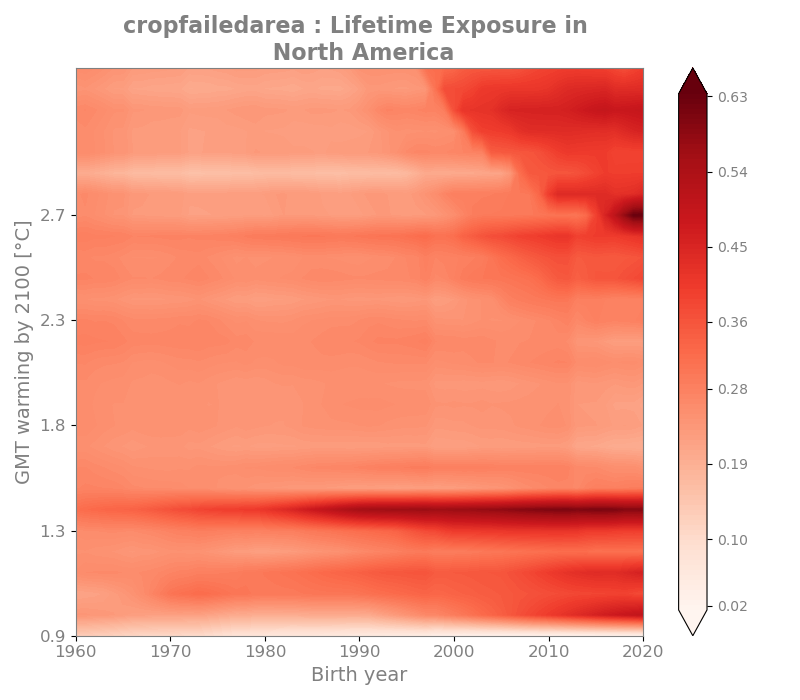 cropfailedarea : Lifetime Exposure in
North America
GMT warming by 2100 [°C]
2.7
2.3
1.8
1.3
0.9
1960 1970 1980 1990 2000 2010 2020
Birth year
0.63
0.54
0.45
0.36
0.28
0.19
0.10
0.02